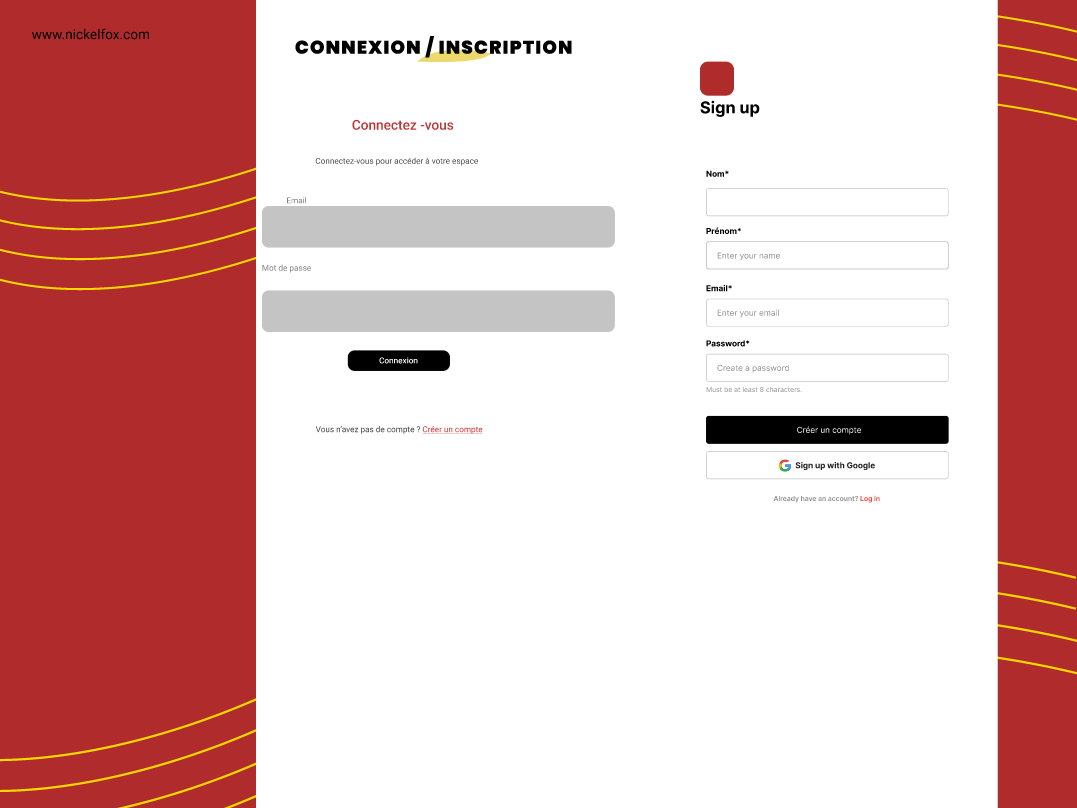 www.nickelfox.com
CONNEXION / INSCRIPTION
Connectez -vous
Connectez-vous pour accéder à votre espace
Email
Mot de passe
Connexion
Vous n'avez pas de compte ? Créer un compte
Sign up
Nom*
Prénom*
Enter your name
Email*
Enter your email
Password*
Create a password
Must be at least 8 characters.
Créer un compte
Sign up with Google
Already have an account? Log in